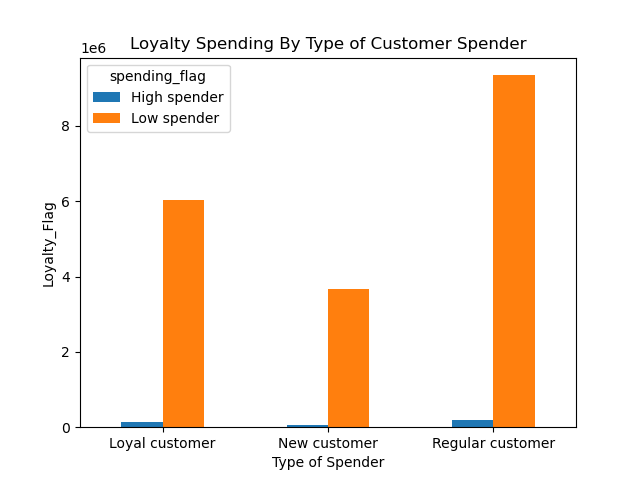 Loyalty Spending By Type of Customer Spender
1e6
spending_flag
High spender
Low spender
8
6
4
2
0
Loyalty_Flag
Loyal customer
New customer
Regular customer
Type of Spender